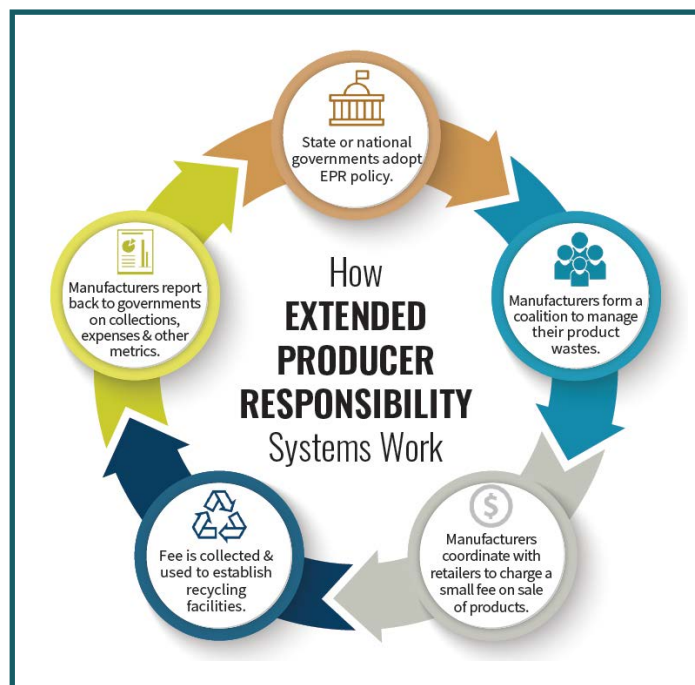 State or national
governments adopt
EPR policy.
Manufacturers form a
coalition to manage
their product
wastes.
$
Manufacturers
coordinate with
retailers to charge a
small fee on sale
of products.
Fee is collected &
used to establish
recycling
facilities.
Manufacturers report
back to governments
on collections,
expenses & other
metrics.
How
EXTENDED
PRODUCER
RESPONSIBILITY
Systems Work